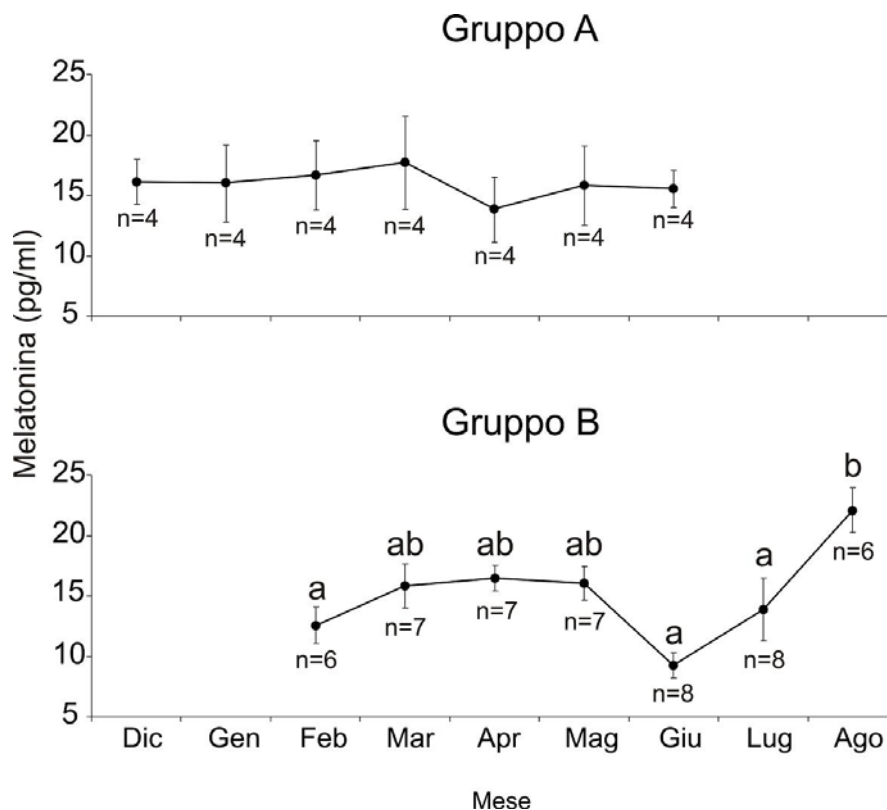 Gruppo A
Melatonina (pg/ml)
25
20
15
10
5
n=4
n=4
n=4
n=4
n=4
n=4
n=4
Gruppo B
25
20
15
10
5
a
ab
ab
ab
a
a
b
n=6
n=7
n=7
n=7
n=8
n=8
n=6
Dic Gen Feb Mar Apr Mag Giu Lug Ago
Mese